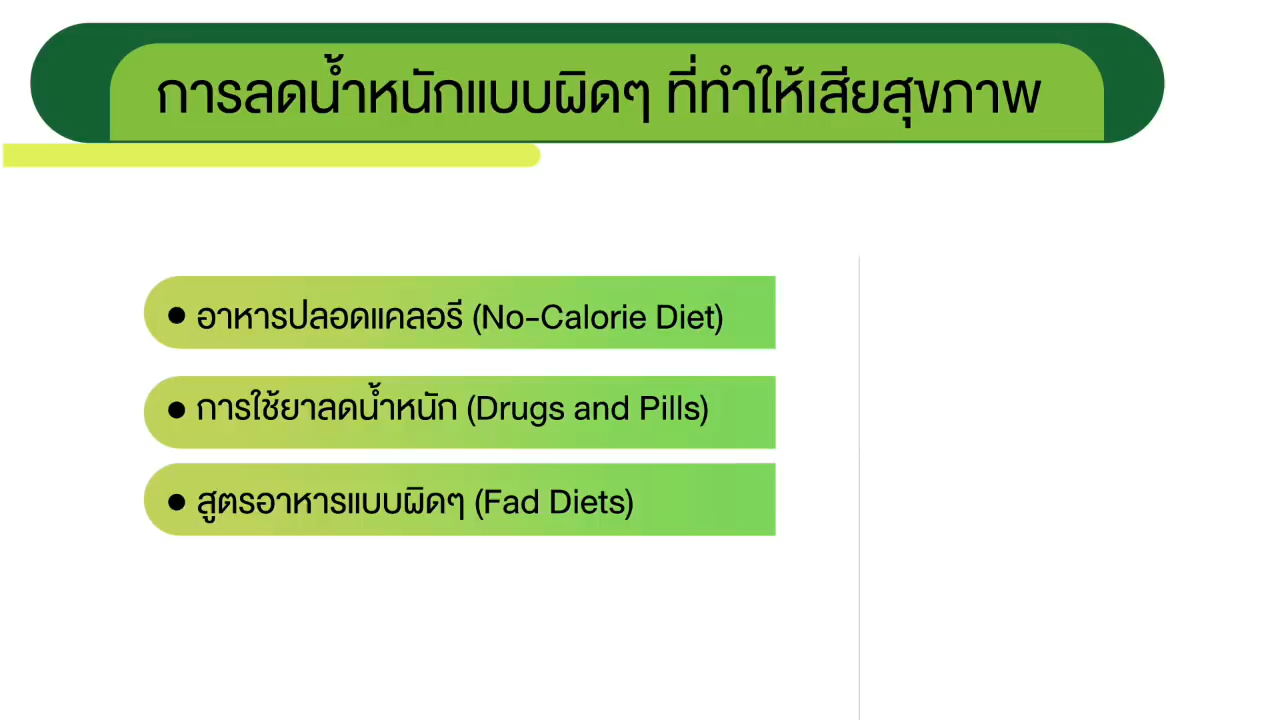 การลดน้ำหนักแบบผิดๆ ที่ทำให้เสียสุขภาพ
• อาหารปลอดแคลอรี (No-Calorie Diet)
• การใช้ยาลดน้ำหนัก (Drugs and Pills)
• สูตรอาหารแบบผิดๆ (Fad Diets)